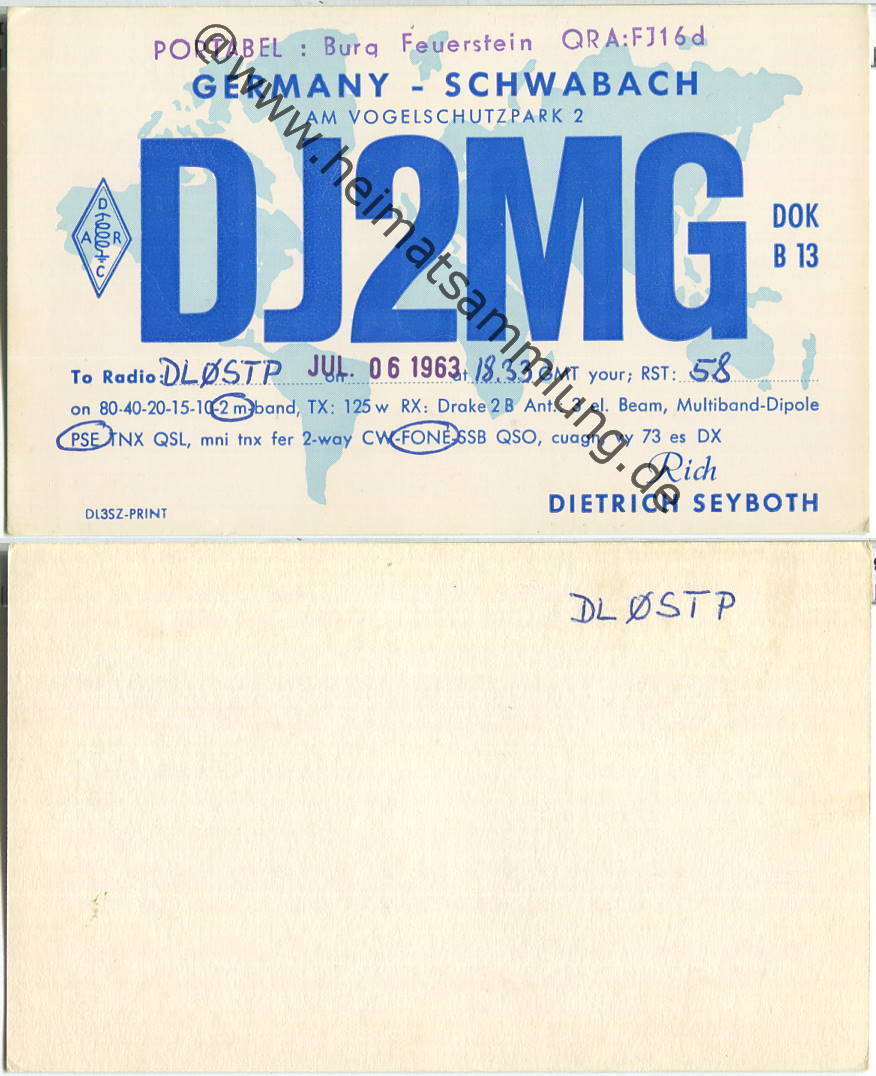 PORTABEL : Burg Feuerstein QRA:FJ16d
GERMANY - SCHWABACH
AM VOGELSCHUTZPARK 2
DJ2MG
DARC
DOK
B 13
To Radio: DLØSTP on JUL. 06 1963 at 18.33 GMT your; RST: 58
on 80-40-20-15-10-2 m-band, TX: 125 w RX: Drake 2 B Ant.: 3 el. Beam, Multiband-Dipole
PSE TNX QSL, mni tnx fer 2-way CW-FONE-SSB QSO, cuagn, vy 73 es DX
Rich
DIETRICH SEYBOTH
DL3SZ-PRINT
@www.heimatsammlung.de
DLØSTP